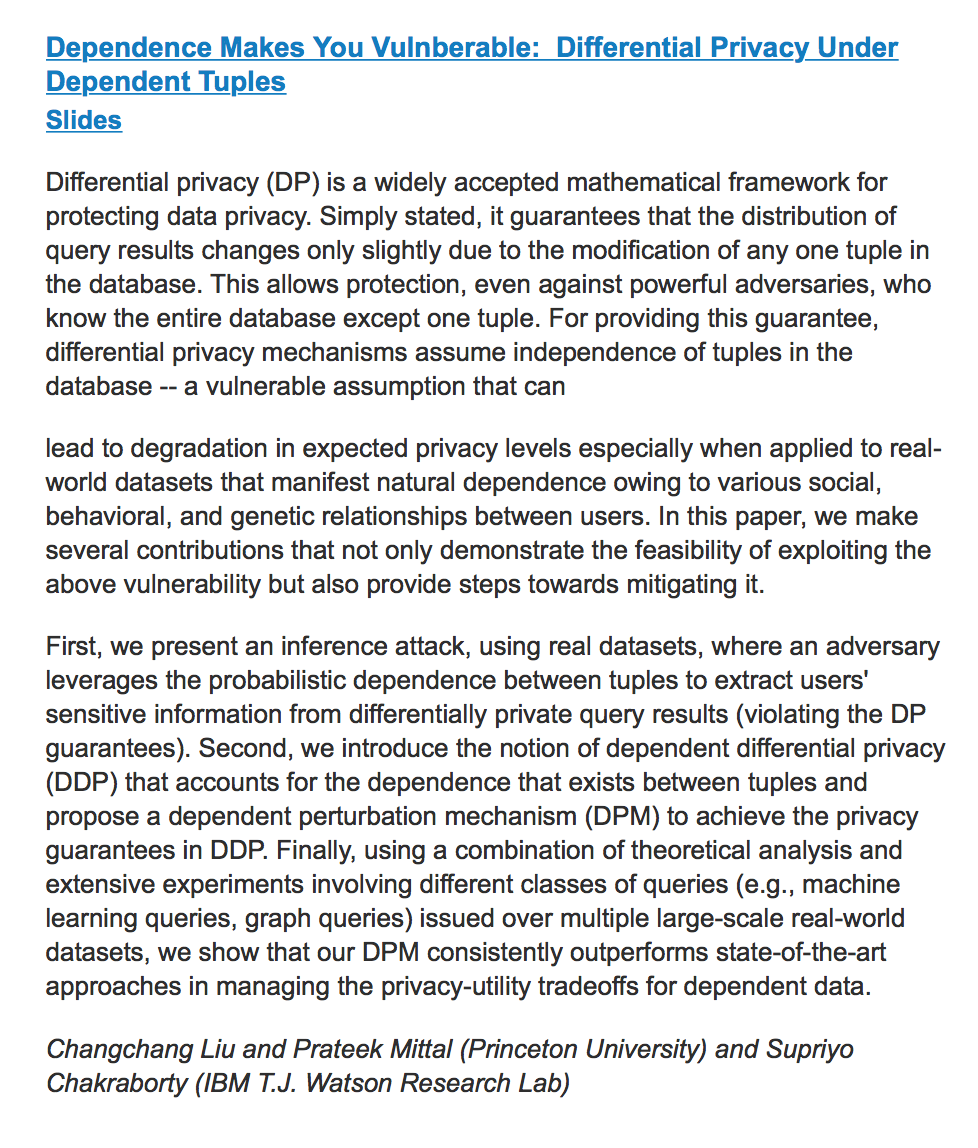 Dependence Makes You Vulnberable:  Differential Privacy Under
Dependent Tuples
Slides
Differential privacy (DP) is a widely accepted mathematical framework for
protecting data privacy. Simply stated, it guarantees that the distribution of
query results changes only slightly due to the modification of any one tuple in
the database. This allows protection, even against powerful adversaries, who
know the entire database except one tuple. For providing this guarantee,
differential privacy mechanisms assume independence of tuples in the
database -- a vulnerable assumption that can
lead to degradation in expected privacy levels especially when applied to real-
world datasets that manifest natural dependence owing to various social,
behavioral, and genetic relationships between users. In this paper, we make
several contributions that not only demonstrate the feasibility of exploiting the
above vulnerability but also provide steps towards mitigating it.
First, we present an inference attack, using real datasets, where an adversary
leverages the probabilistic dependence between tuples to extract users'
sensitive information from differentially private query results (violating the DP
guarantees). Second, we introduce the notion of dependent differential privacy
(DDP) that accounts for the dependence that exists between tuples and
propose a dependent perturbation mechanism (DPM) to achieve the privacy
guarantees in DDP. Finally, using a combination of theoretical analysis and
extensive experiments involving different classes of queries (e.g., machine
learning queries, graph queries) issued over multiple large-scale real-world
datasets, we show that our DPM consistently outperforms state-of-the-art
approaches in managing the privacy-utility tradeoffs for dependent data.
Changchang Liu and Prateek Mittal (Princeton University) and Supriyo
Chakraborty (IBM T.J. Watson Research Lab)